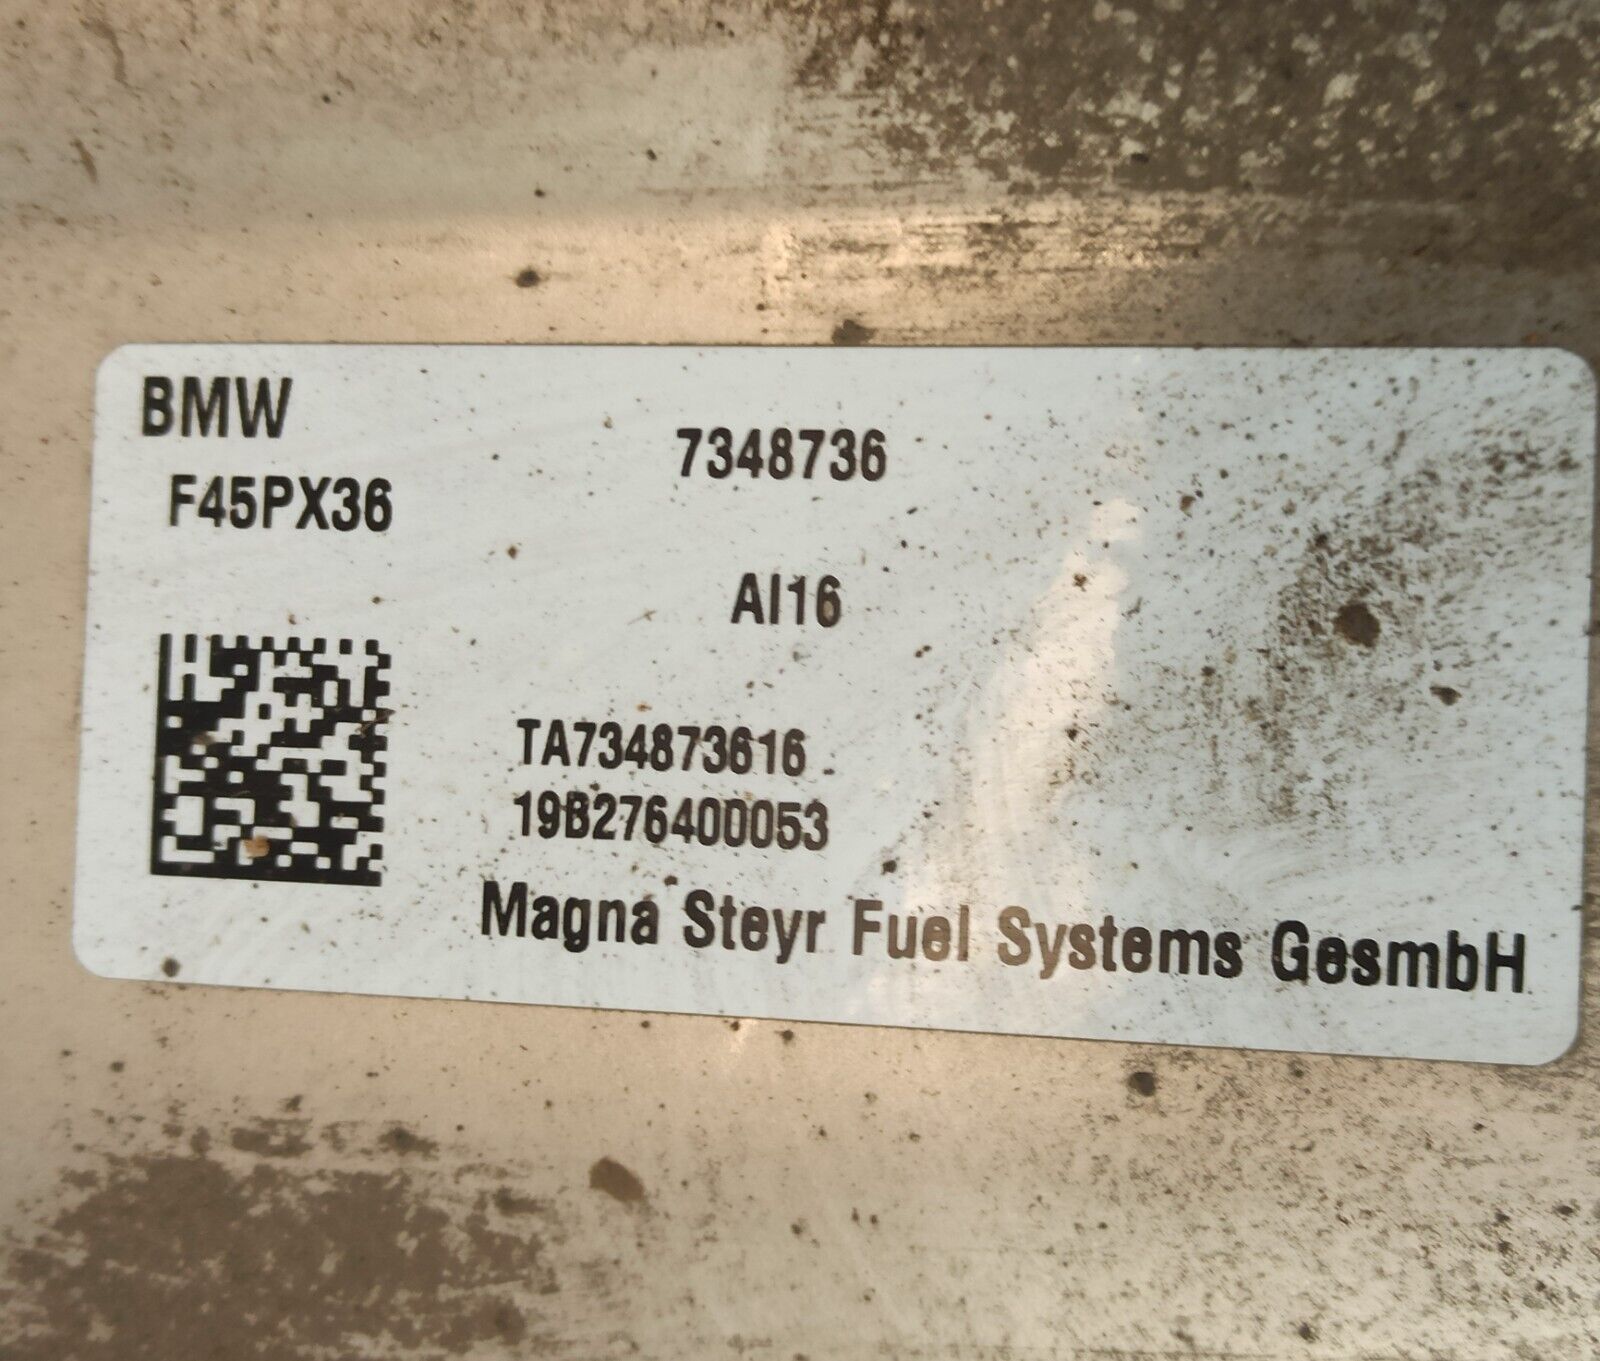 BMW
7348736
F45PX36
AI16
TA734873616
19B276400053
Magna Steyr Fuel Systems GesmbH